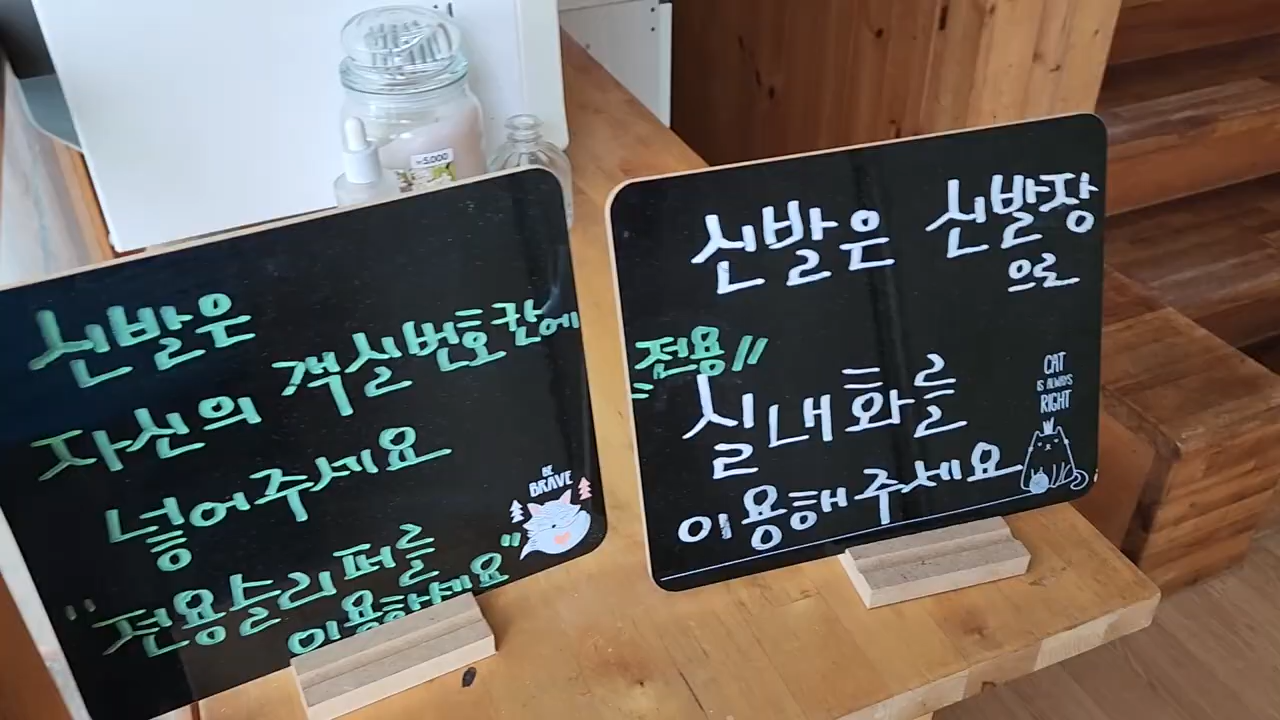 ₩5,000
신발은
자신의 객실번호칸에
넣어주세요
"전용슬리퍼를
이용하세요"
BE
BRAVE
신발은 신발장
으로
"전용"
실내화를
이용해주세요
CAT
IS ALWAYS
RIGHT